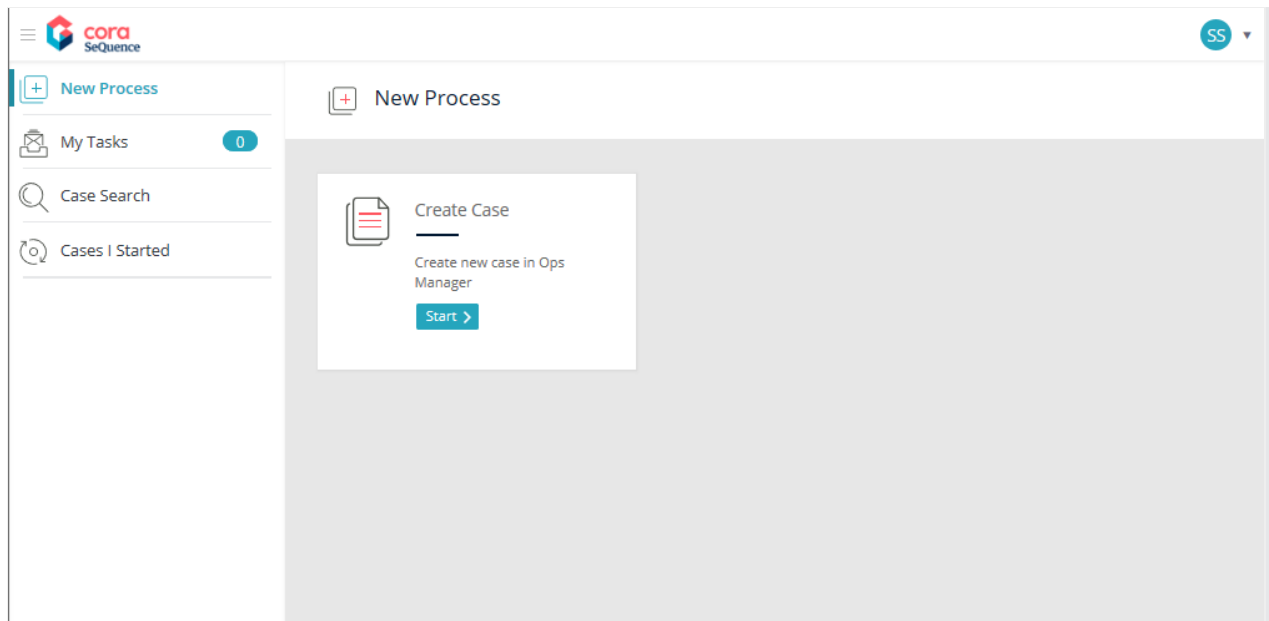 cora
SeQuence
SS
New Process
My Tasks
0
Case Search
Cases I Started
New Process
Create Case
Create new case in Ops
Manager
Start